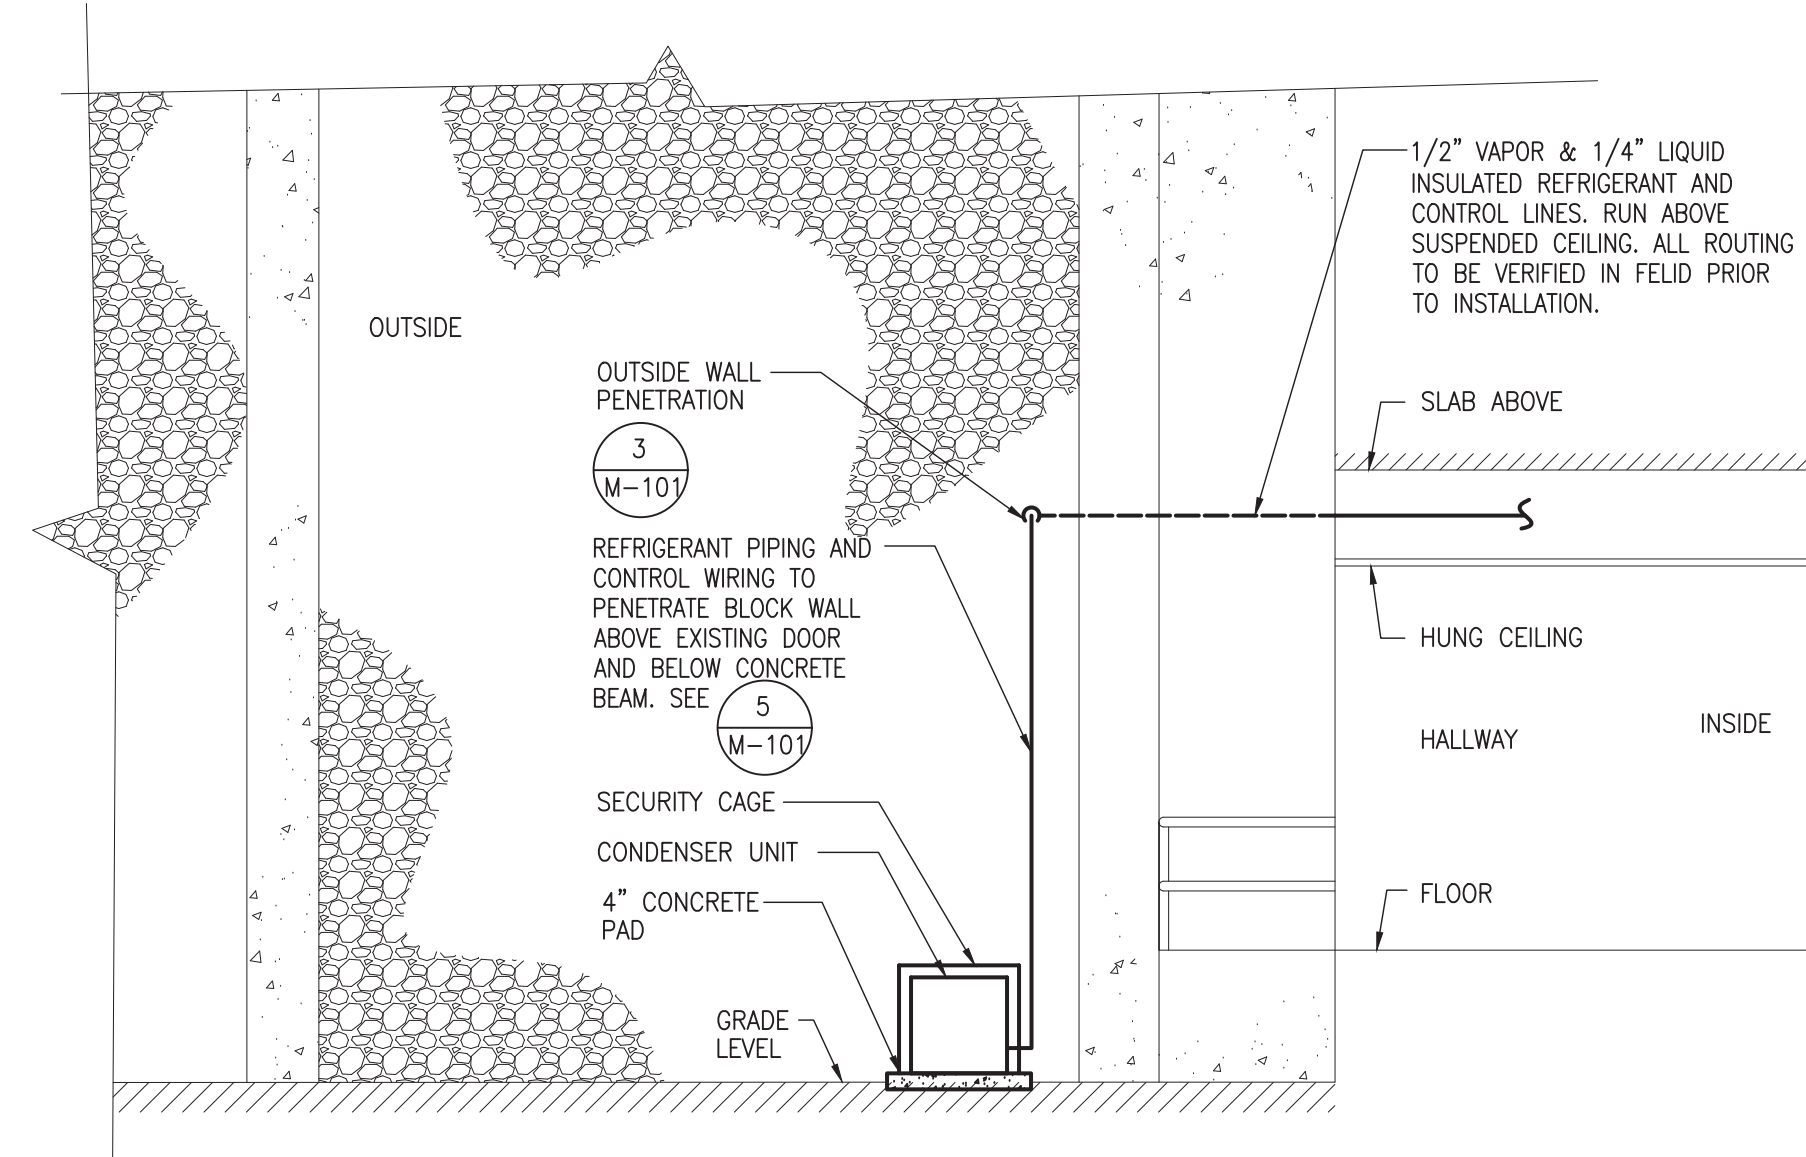 1/2" VAPOR & 1/4" LIQUID
INSULATED REFRIGERANT AND
CONTROL LINES. RUN ABOVE
SUSPENDED CEILING. ALL ROUTING
TO BE VERIFIED IN FELID PRIOR
TO INSTALLATION.
OUTSIDE
OUTSIDE WALL
PENETRATION
3
M-101
SLAB ABOVE
REFRIGERANT PIPING AND
CONTROL WIRING TO
PENETRATE BLOCK WALL
ABOVE EXISTING DOOR
AND BELOW CONCRETE
BEAM. SEE
5
M-101
HUNG CEILING
HALLWAY
INSIDE
SECURITY CAGE
CONDENSER UNIT
4" CONCRETE
PAD
FLOOR
GRADE
LEVEL